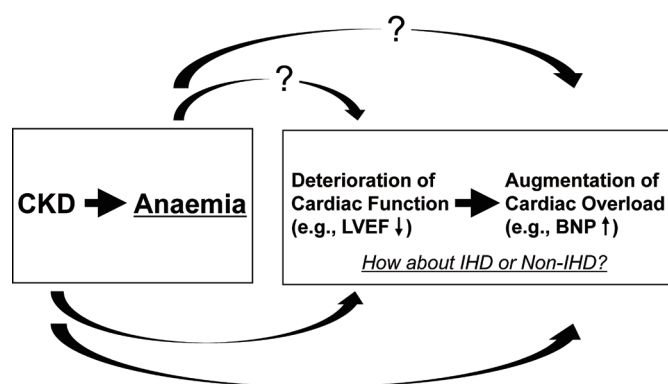 ?
?
CKD Anaemia
Deterioration of
Cardiac Function
(e.g., LVEF ↓)
Augmentation of
Cardiac Overload
(e.g., BNP ↑)
How about IHD or Non-IHD?